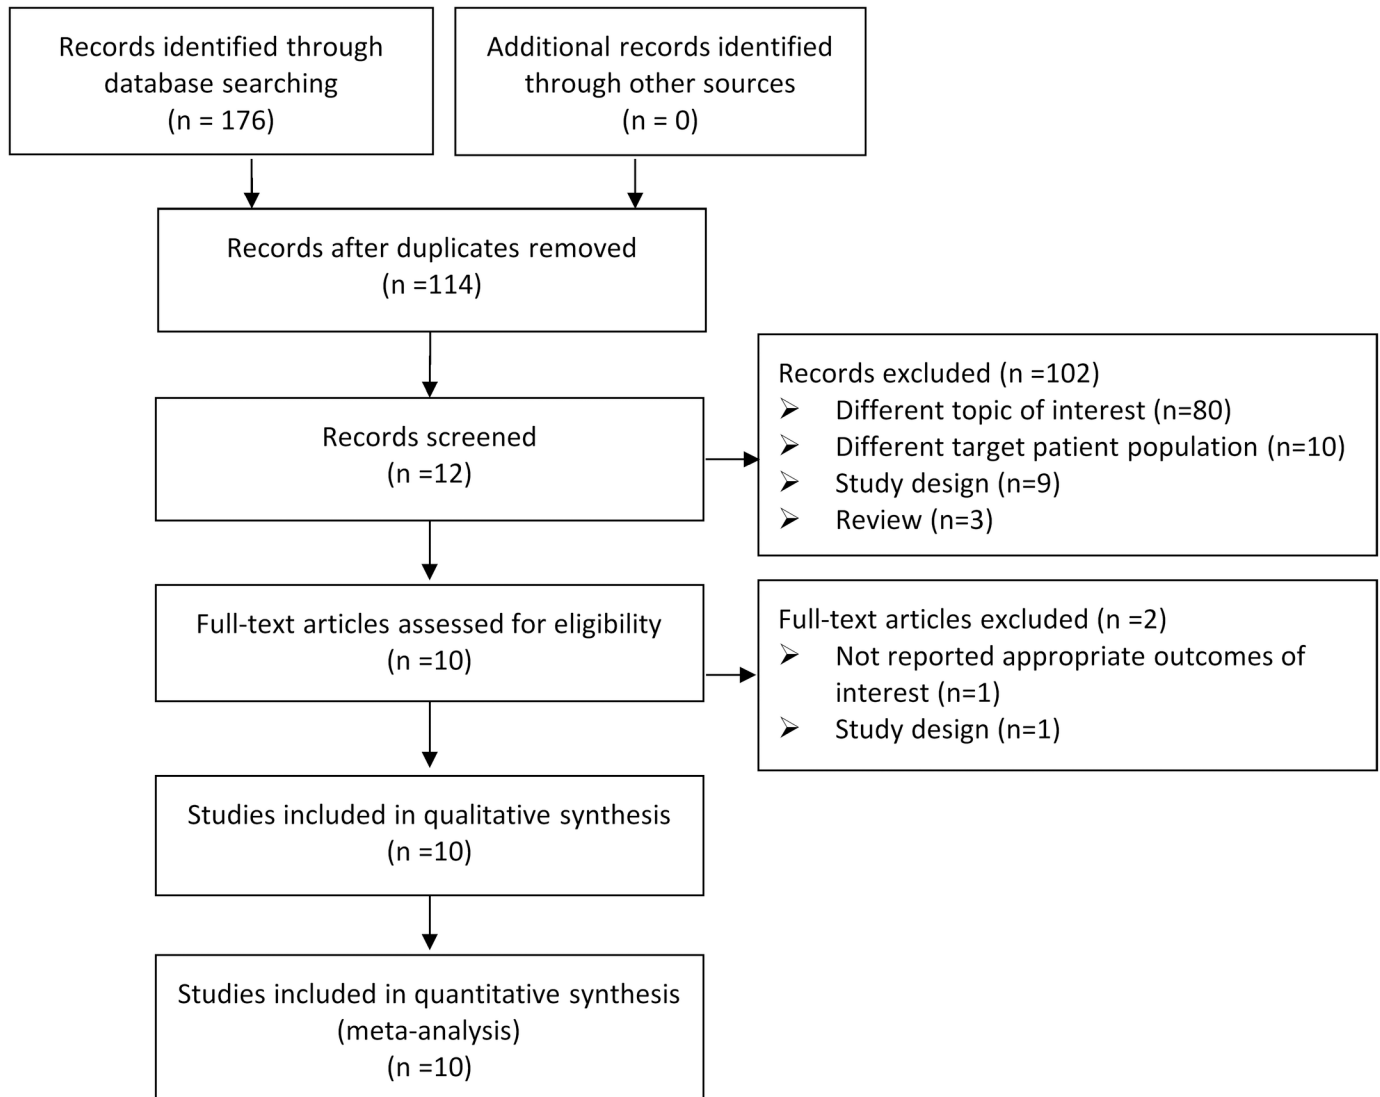 Records identified through
database searching
(n = 176)
Additional records identified
through other sources
(n = 0)
Records after duplicates removed
(n =114)
Records screened
(n =12)
Records excluded (n =102)
➢ Different topic of interest (n=80)
➢ Different target patient population (n=10)
➢ Study design (n=9)
➢ Review (n=3)
Full-text articles assessed for eligibility
(n =10)
Full-text articles excluded (n =2)
➢ Not reported appropriate outcomes of
interest (n=1)
➢ Study design (n=1)
Studies included in qualitative synthesis
(n =10)
Studies included in quantitative synthesis
(meta-analysis)
(n =10)